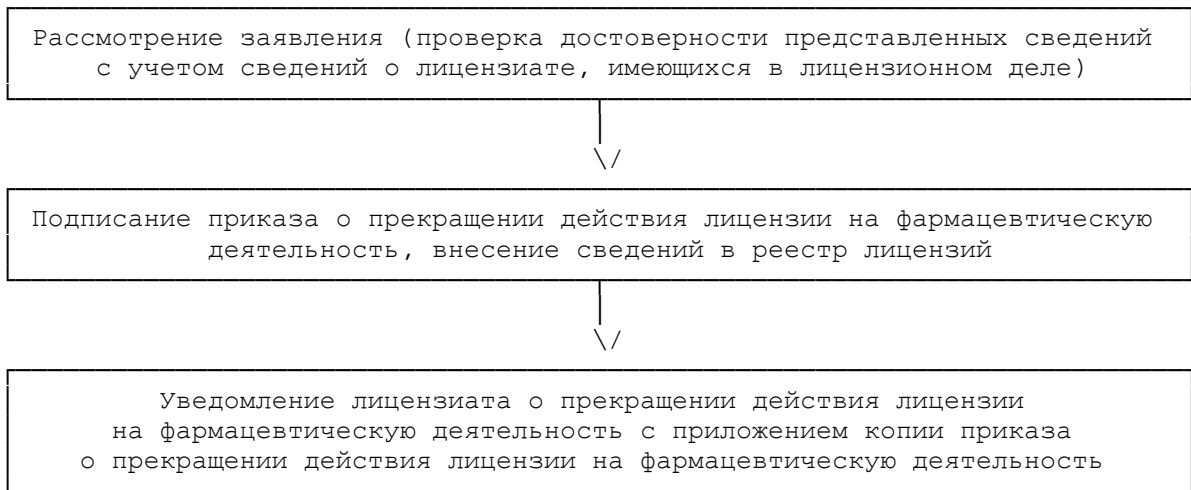 Рассмотрение заявления (проверка достоверности представленных сведений
с учетом сведений о лицензиате, имеющихся в лицензионном деле)
\/
Подписание приказа о прекращении действия лицензии на фармацевтическую
деятельность, внесение сведений в реестр лицензий
\/
Уведомление лицензиата о прекращении действия лицензии
на фармацевтическую деятельность с приложением копии приказа
о прекращении действия лицензии на фармацевтическую деятельность